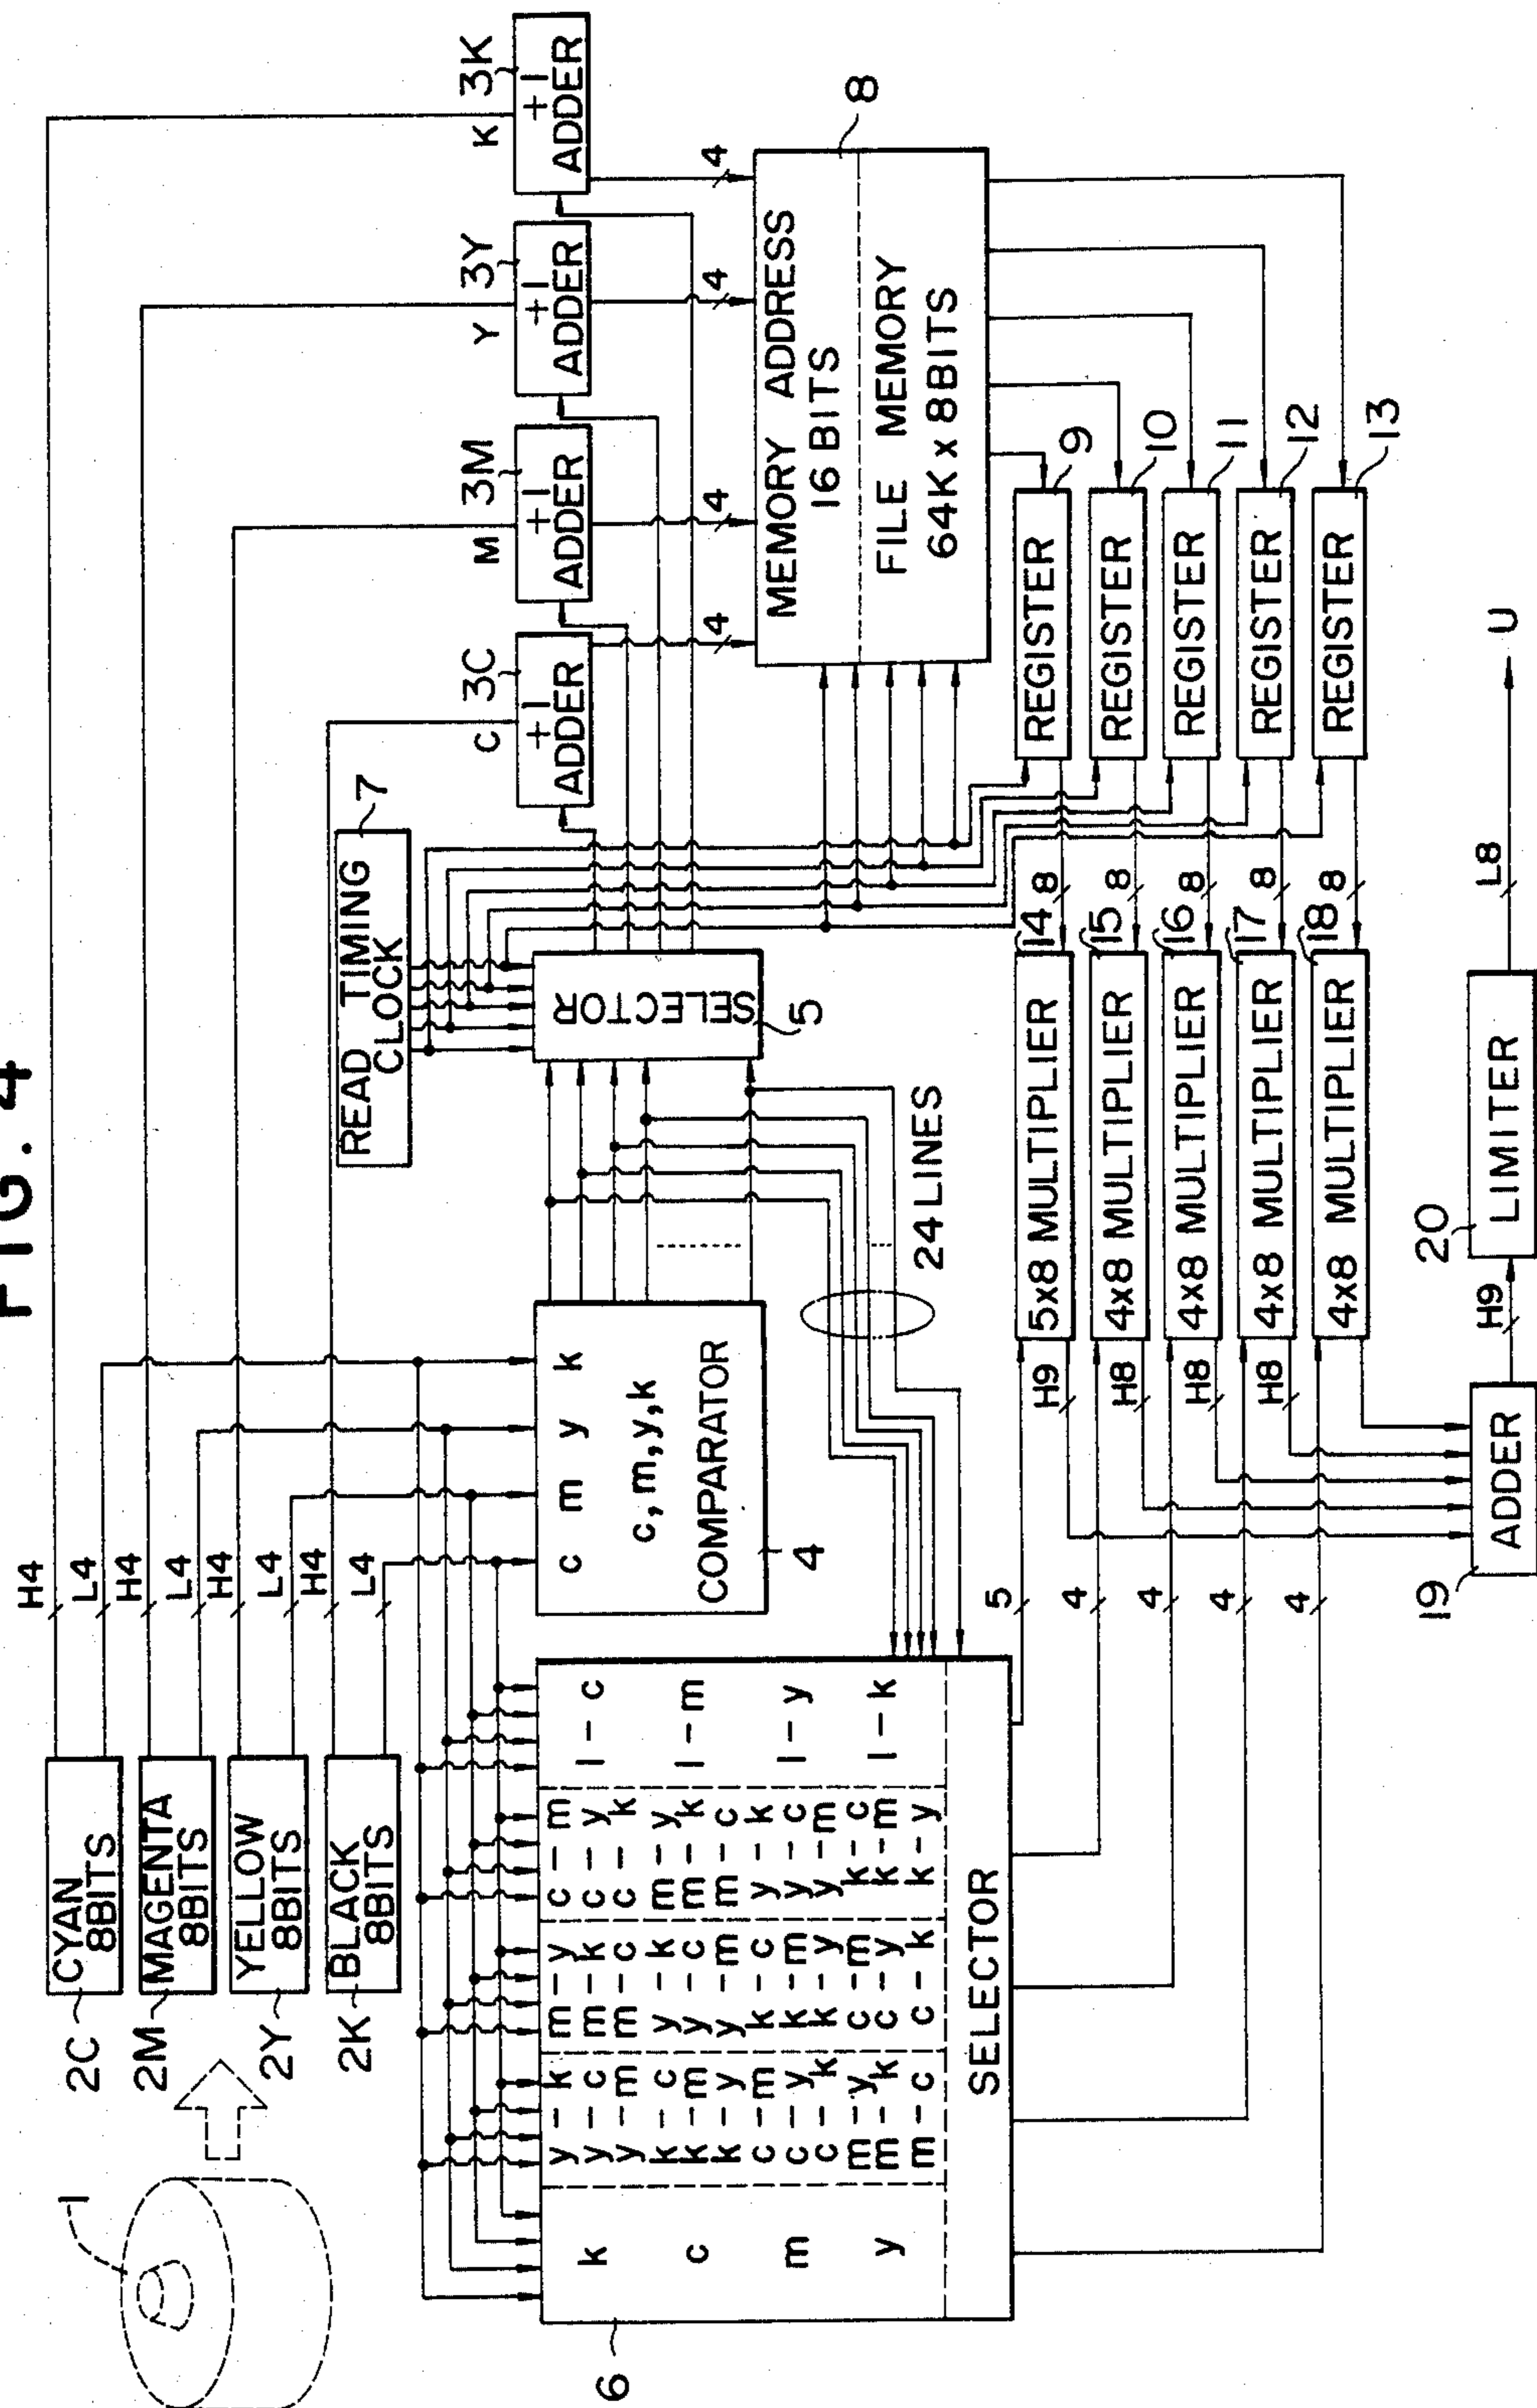 FIG. 4
1
2C
CYAN
8BITS
2M
MAGENTA
8BITS
2Y
YELLOW
8BITS
2K
BLACK
8BITS
H4
L4
H4
L4
H4
L4
H4
L4
READ TIMING
CLOCK
7
C
3C
+1
ADDER
M
3M
+1
ADDER
Y
3Y
+1
ADDER
K
3K
+1
ADDER
4
4
4
4
c m y k
c,m,y,k
COMPARATOR
4
SELECTOR
5
24 LINES
MEMORY ADDRESS
16 BITS
FILE MEMORY
64K x 8BITS
8
6
k
c
m
y
y-k
y-c
y-m
k-c
k-m
k-y
c-m
c-y
c-k
m-y
m-k
m-c
m-y
m-k
m-c
y-k
y-c
y-m
k-c
k-m
k-y
c-m
c-y
c-k
c-m
c-y
c-k
m-y
m-k
m-c
y-k
y-c
y-m
k-c
k-m
k-y
1-c
1-m
1-y
1-k
SELECTOR
5
4
4
4
4
5x8 MULTIPLIER
14
8
REGISTER
9
H9
4x8 MULTIPLIER
15
8
REGISTER
10
H8
4x8 MULTIPLIER
16
8
REGISTER
11
H8
4x8 MULTIPLIER
17
8
REGISTER
12
H8
4x8 MULTIPLIER
18
8
REGISTER
13
19
ADDER
H9
20
LIMITER
L8
U